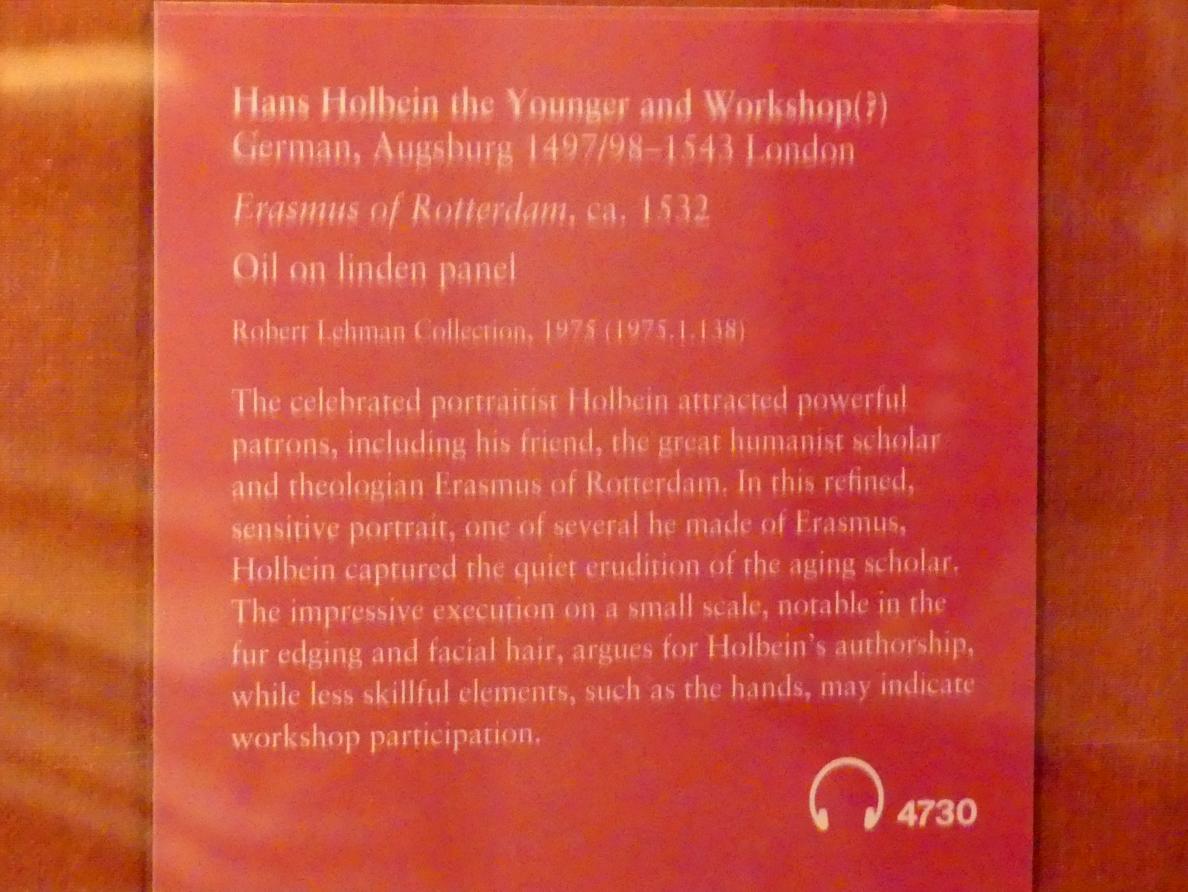 Hans Holbein the Younger and Workshop(?)
German, Augsburg 1497/98–1543 London
Erasmus of Rotterdam, ca. 1532
Oil on linden panel
Robert Lehman Collection, 1975 (1975.1.138)
The celebrated portraitist Holbein attracted powerful
patrons, including his friend, the great humanist scholar
and theologian Erasmus of Rotterdam. In this refined,
sensitive portrait, one of several he made of Erasmus,
Holbein captured the quiet erudition of the aging scholar.
The impressive execution on a small scale, notable in the
fur edging and facial hair, argues for Holbein's authorship,
while less skillful elements, such as the hands, may indicate
workshop participation.
4730